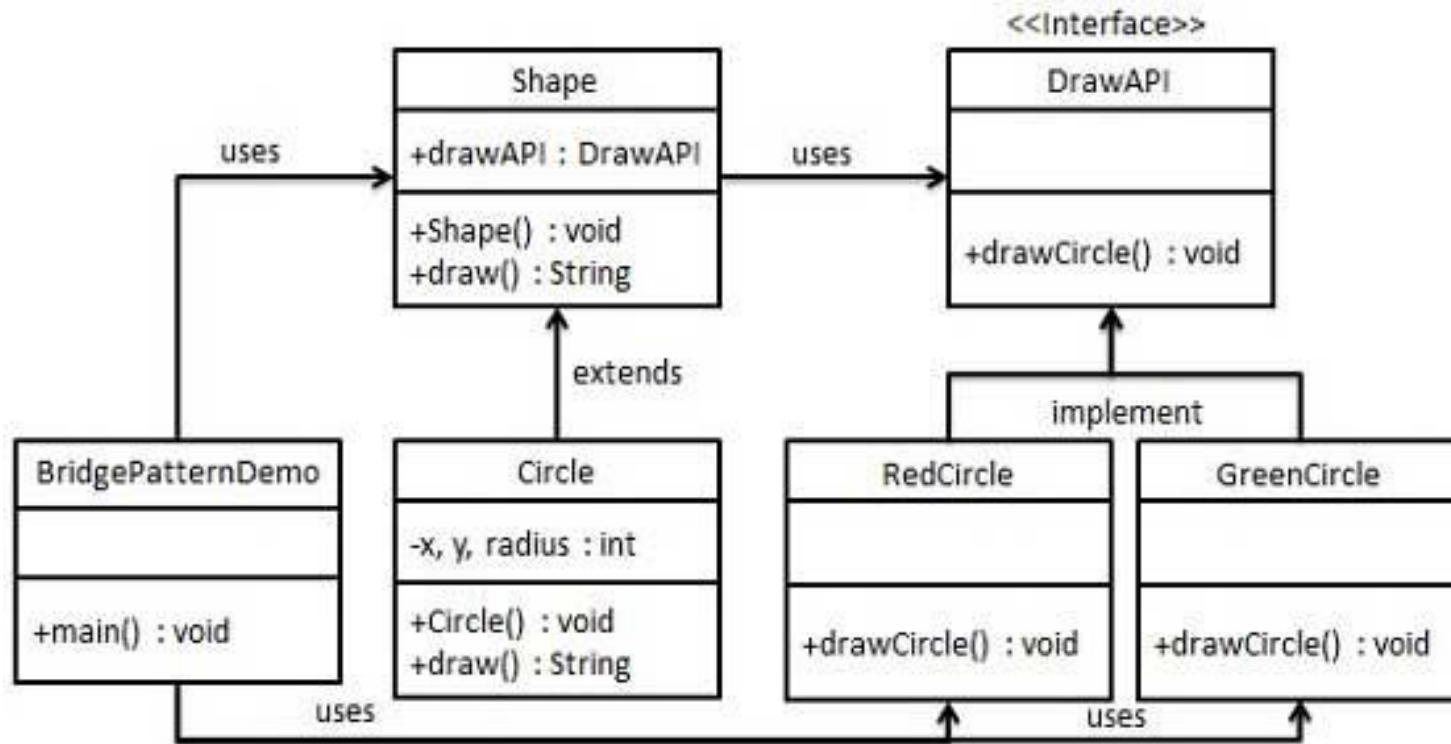 <<Interface>>
Shape
DrawAPI
uses
+drawAPI : DrawAPI
uses
+Shape() : void
+draw() : String
+drawCircle() : void
extends
implement
BridgePatternDemo
Circle
RedCircle
GreenCircle
-x, y, radius : int
+main() : void
+Circle() : void
+draw() : String
+drawCircle() : void
+drawCircle() : void
uses
uses